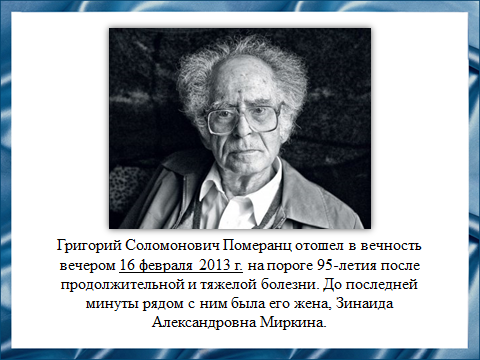 Григорий Соломонович Померанц отошел в вечность
вечером 16 февраля 2013 г. на пороге 95-летия после
продолжительной и тяжелой болезни. До последней
минуты рядом с ним была его жена, Зинаида
Александровна Миркина.